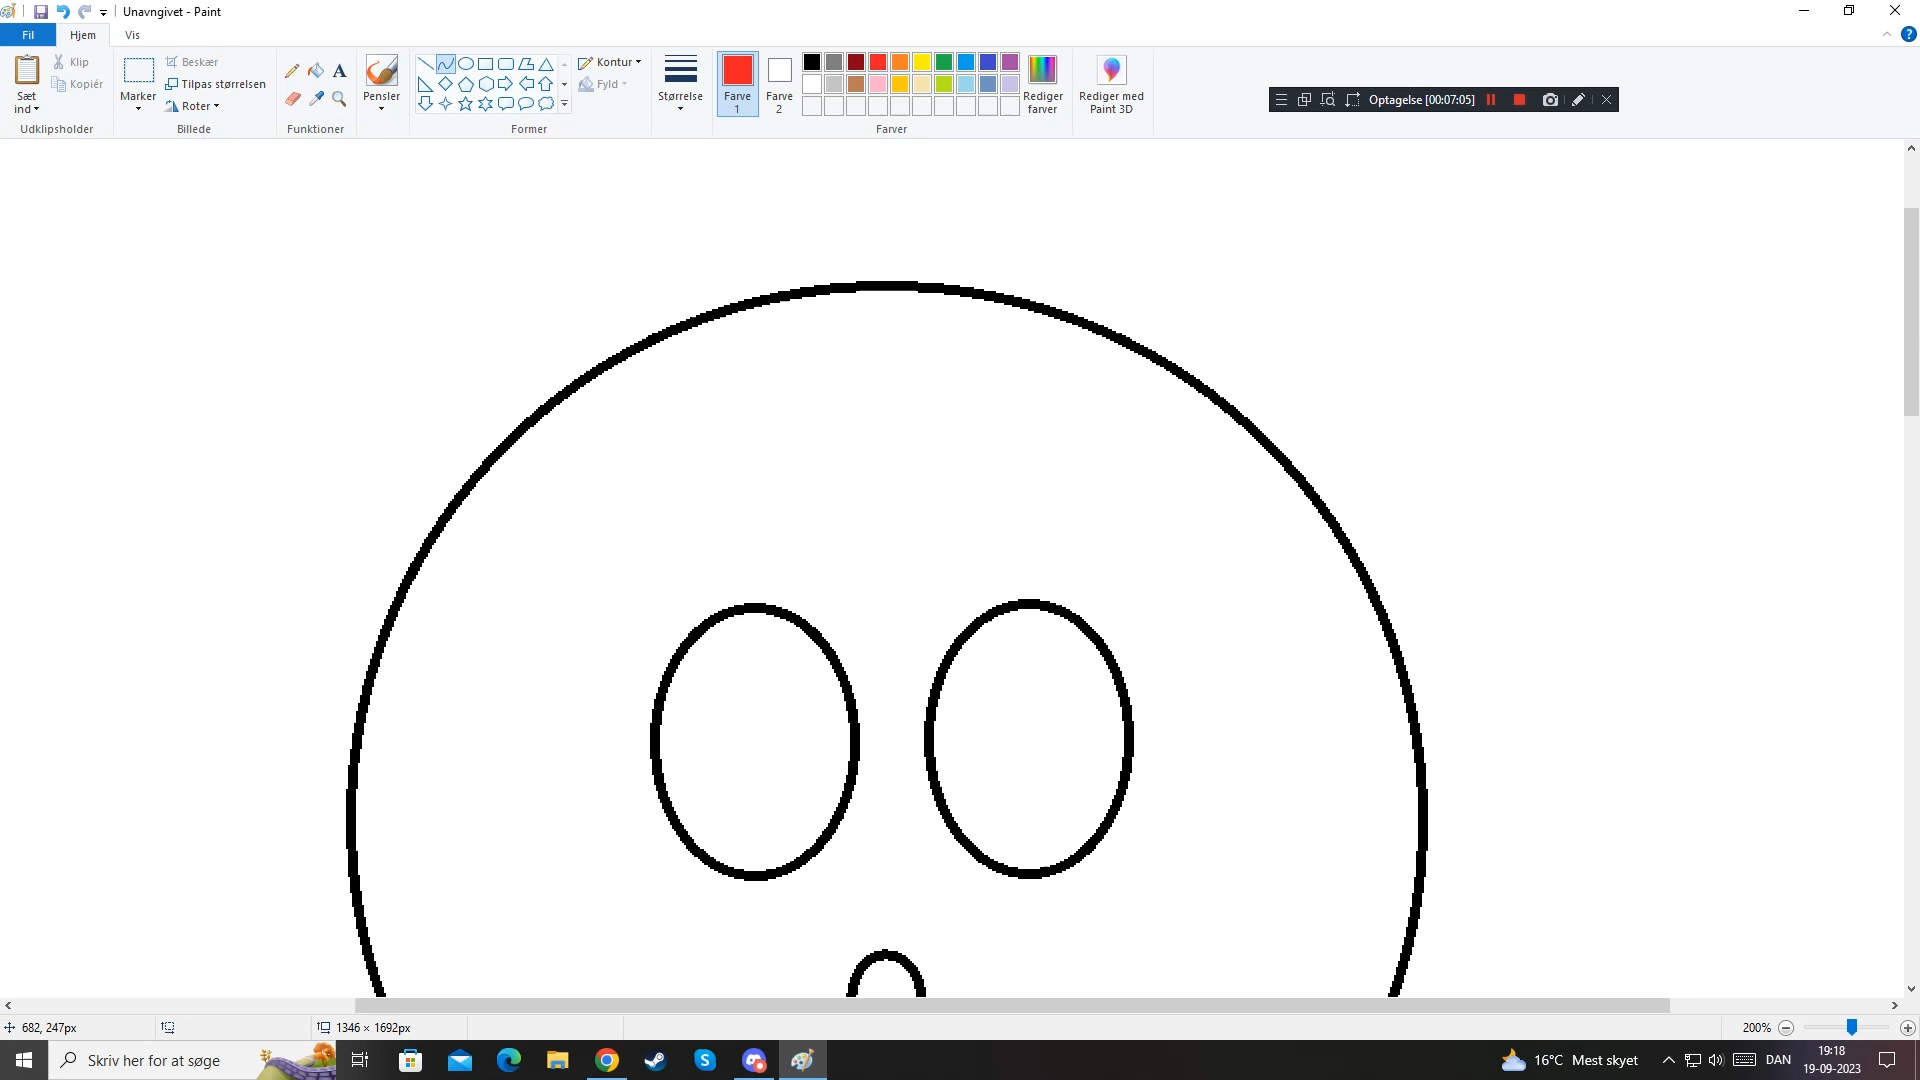 Unavngivet - Paint
Fil
Hjem
Vis
Sæt
ind
Klip
Kopiér
Udklipsholder
Marker
Beskær
Tilpas størrelsen
Roter
Billede
A
Funktioner
Pensler
Kontur
Fyld
Former
Størrelse
Farve
1
Farve
2
Rediger
farver
Farver
Rediger med
Paint 3D
Optagelse [00:07:05]
682, 247px
1346 × 1692px
200%
Skriv her for at søge
16°C Mest skyet
DAN
19:18
19-09-2023